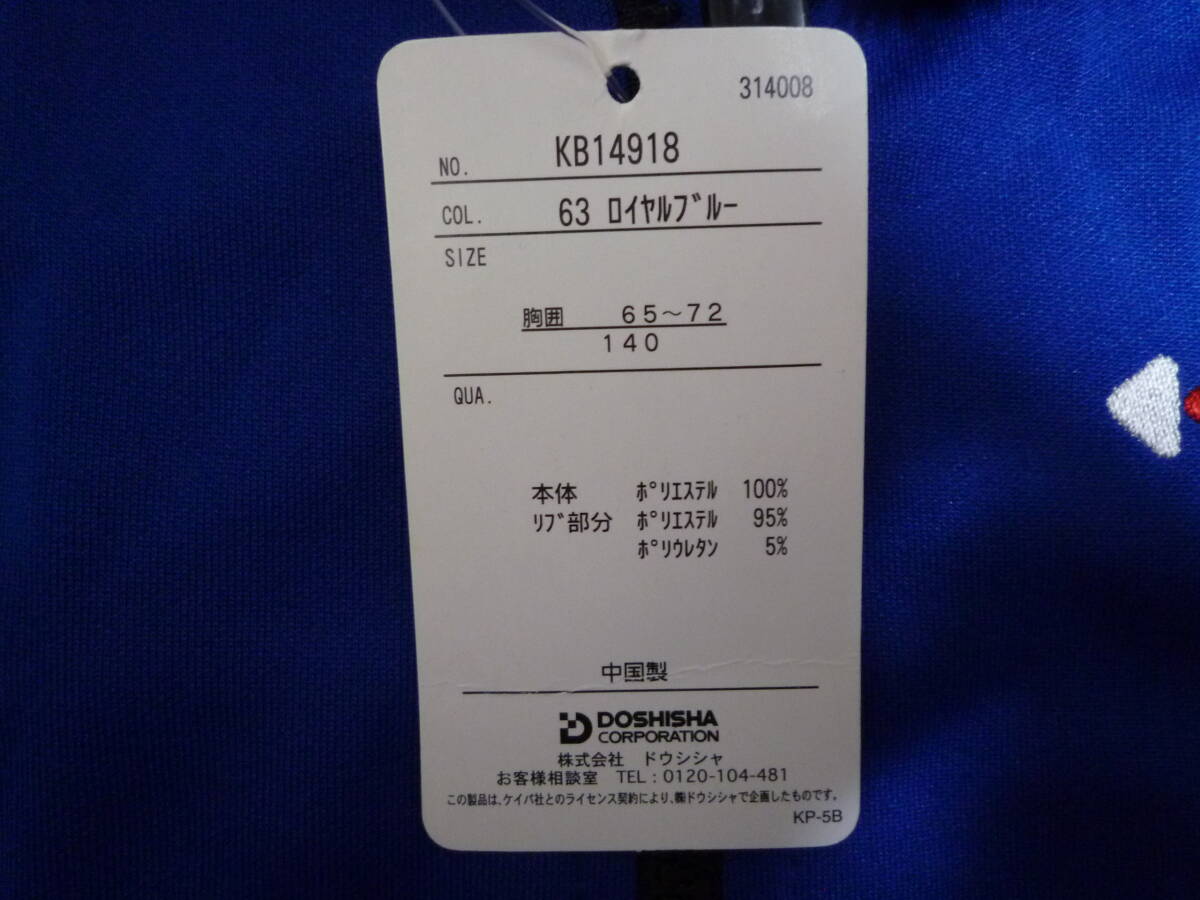 314008
NO. KB14918
COL. 63 ﾛｲﾔﾙﾌﾞﾙｰ
SIZE
胸囲 65～72
140
QUA.
本体 ﾎﾟﾘｴｽﾃﾙ 100%
ﾘﾌﾞ部分 ﾎﾟﾘｴｽﾃﾙ 95%
ﾎﾟﾘｳﾚﾀﾝ 5%
中国製
DOSHISHA
CORPORATION
株式会社 ドウシシャ
お客様相談室 TEL：0120-104-481
この製品は、ケイパ社とのライセンス契約により、㈱ドウシシャで企画したものです。
KP-5B